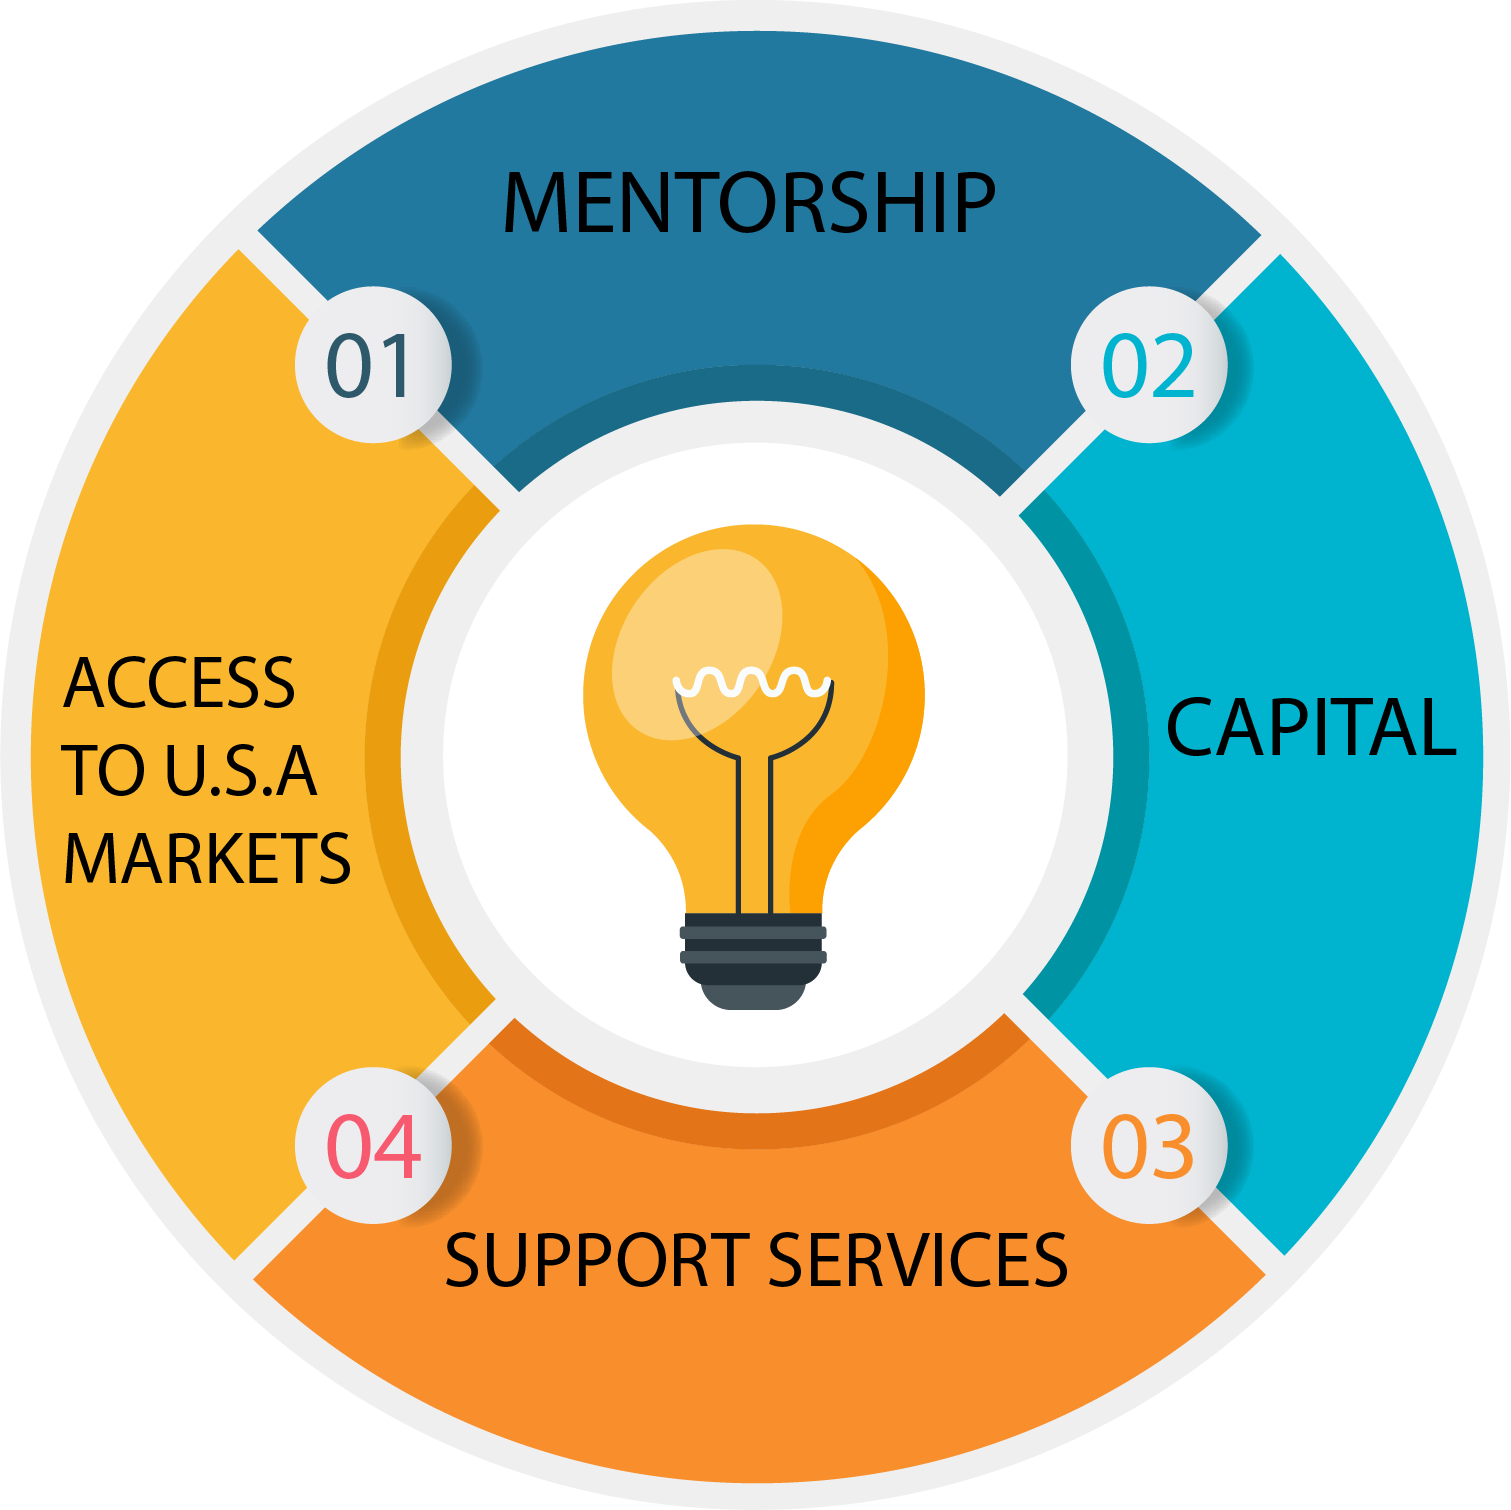 01
MENTORSHIP
02
CAPITAL
03
SUPPORT SERVICES
04
ACCESS
TO U.S.A
MARKETS